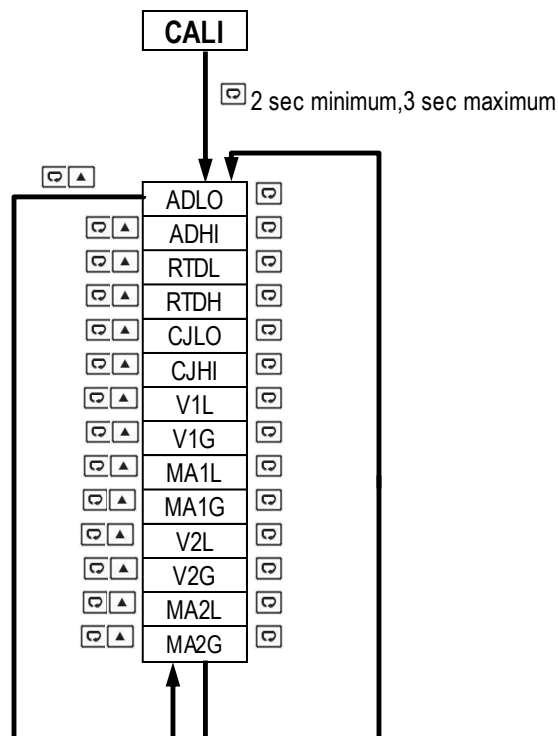 CALI
2 sec minimum,3 sec maximum
ADLO
ADHI
RTDL
RTDH
CJLO
CJHI
V1L
V1G
MA1L
MA1G
V2L
V2G
MA2L
MA2G